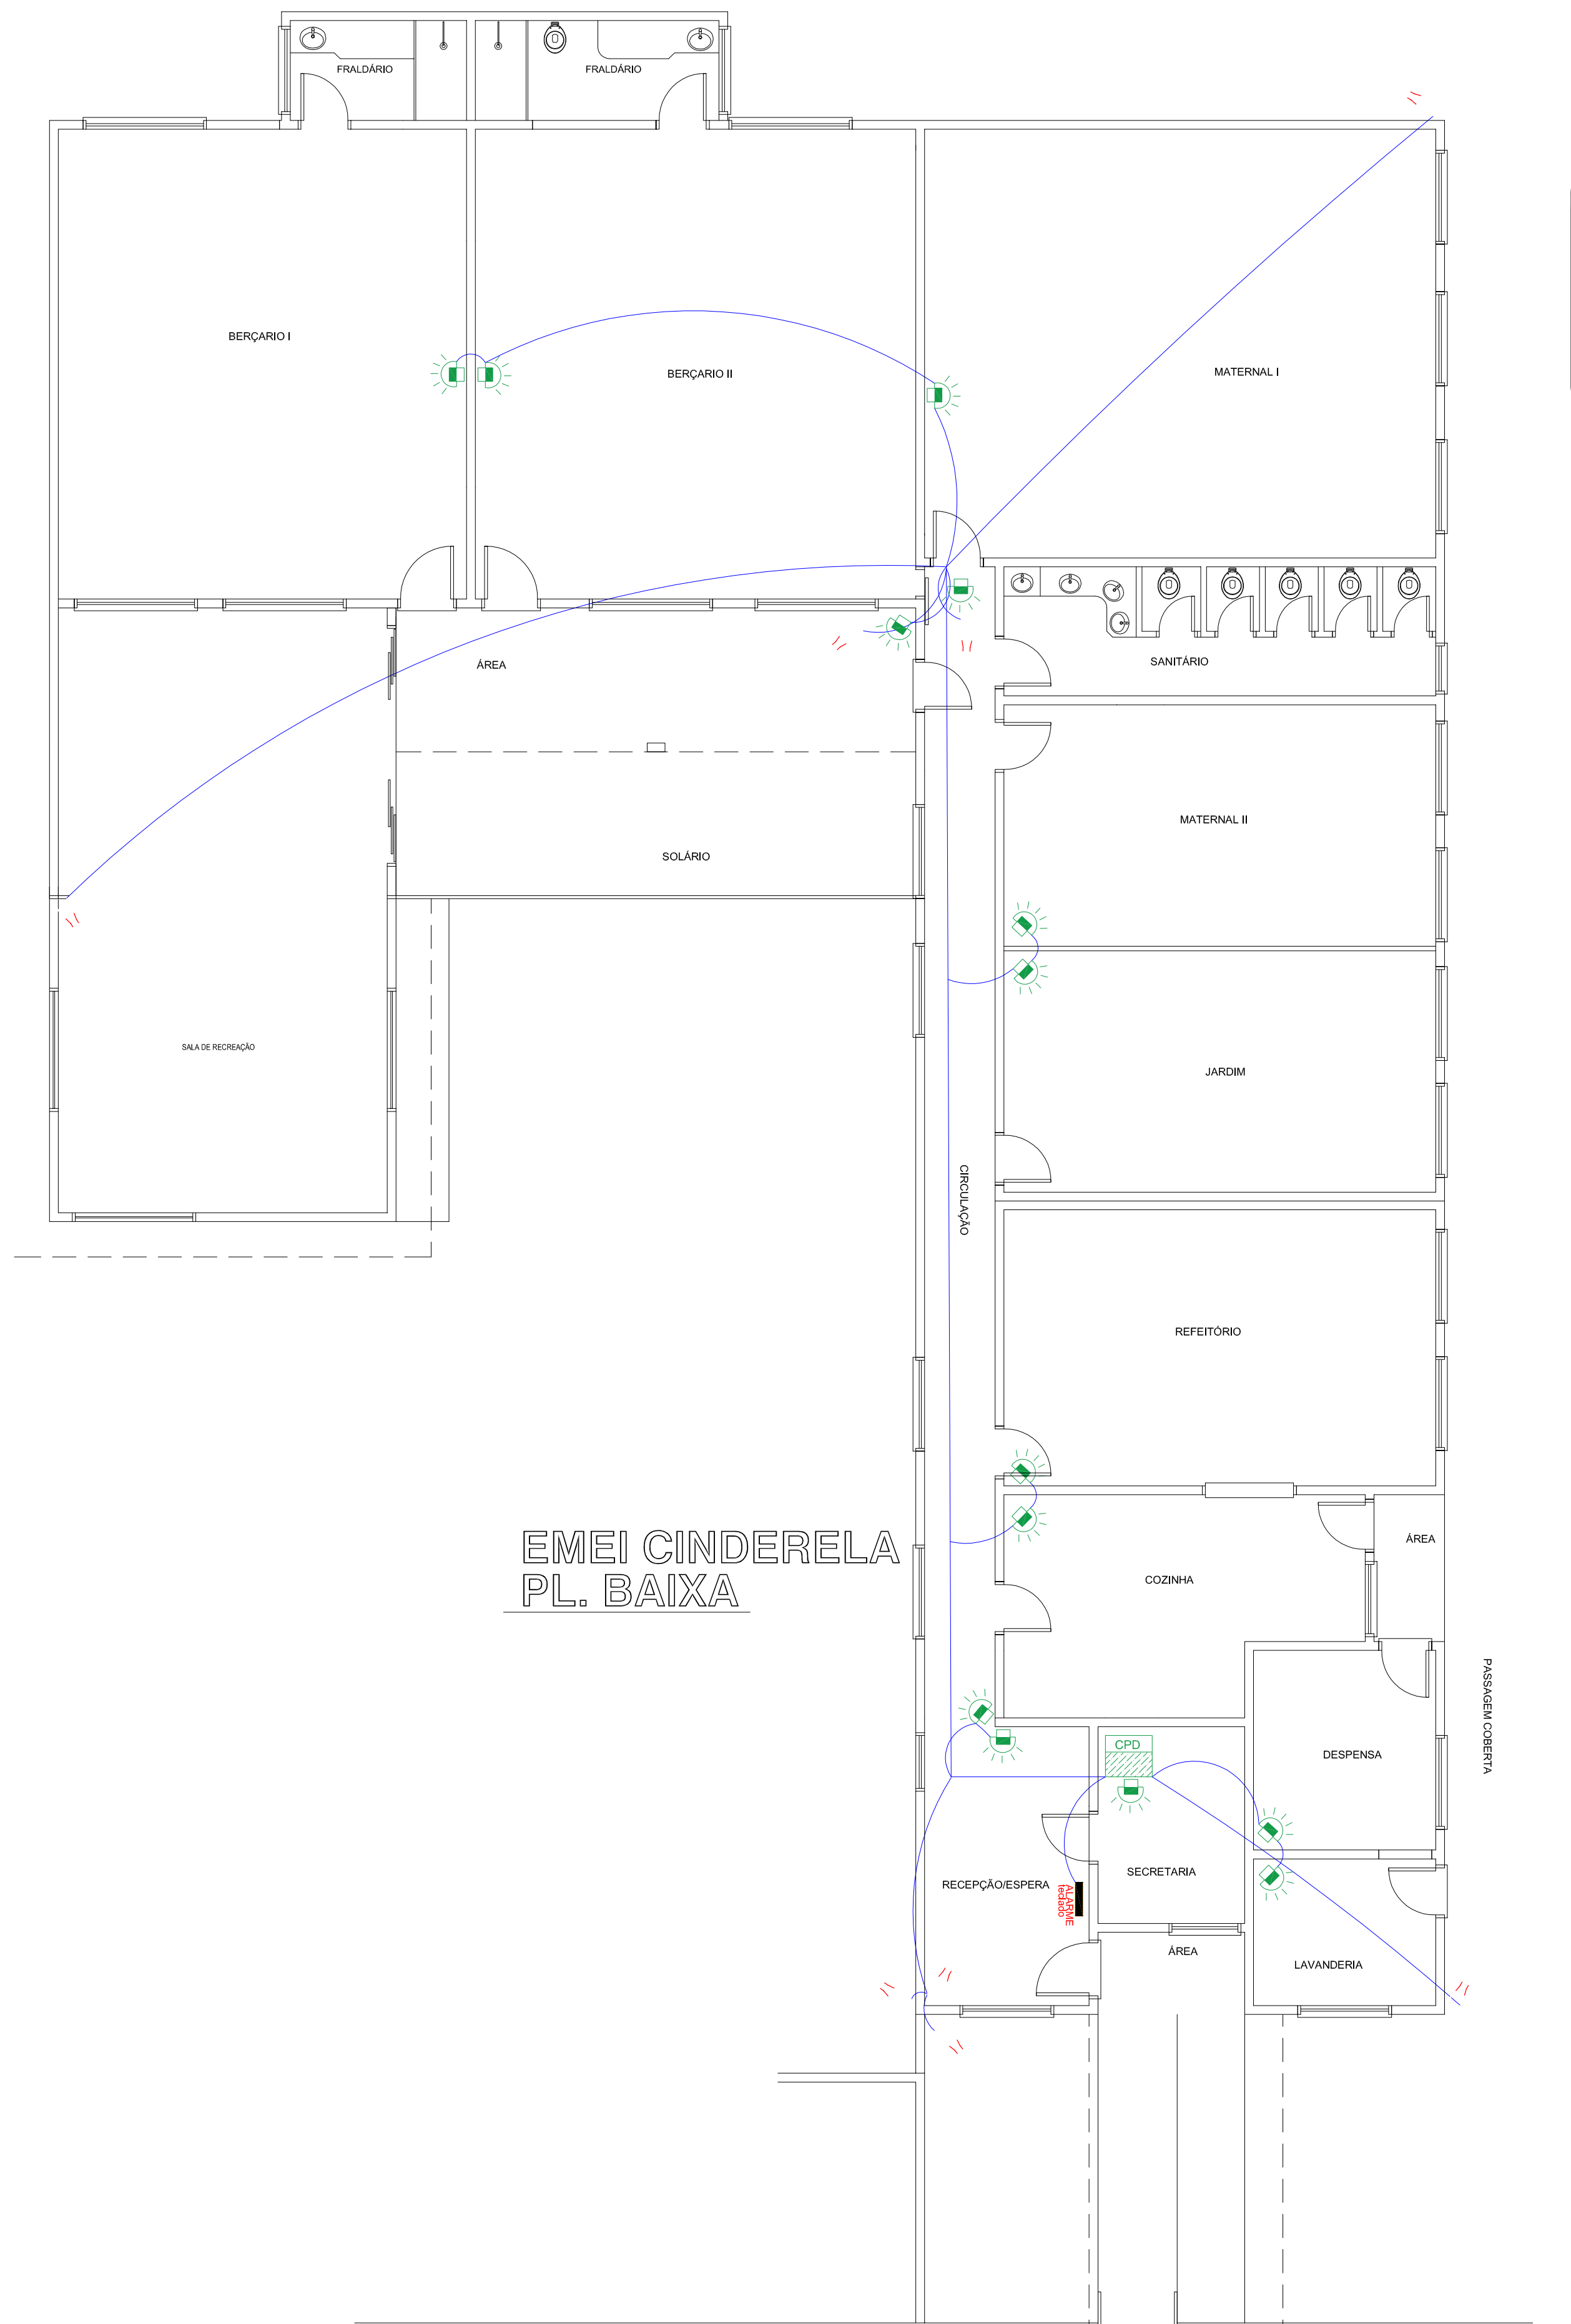 FRALDÁRIO
FRALDÁRIO
BERÇARIO I
BERÇARIO II
MATERNAL I
ÁREA
SANITÁRIO
MATERNAL II
SOLÁRIO
SALA DE RECREAÇÃO
JARDIM
CIRCULAÇÃO
REFEITÓRIO
EMEI CINDERELA
PL. BAIXA
ÁREA
COZINHA
PASSAGEM COBERTA
CPD
DESPENSA
SECRETARIA
RECEPÇÃO/ESPERA
ALARME
teclado
ÁREA
LAVANDERIA